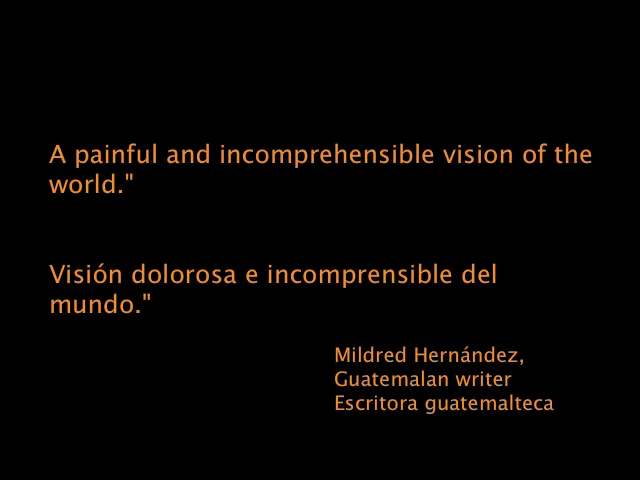 A painful and incomprehensible vision of the
world."
Visión dolorosa e incomprensible del
mundo."
Mildred Hernández,
Guatemalan writer
Escritora guatemalteca